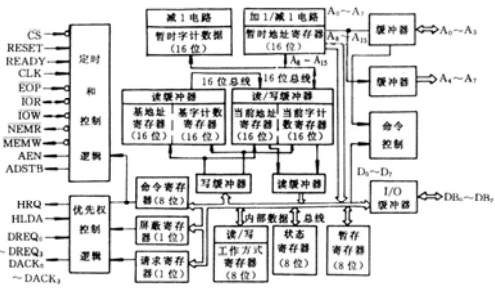 减1电路
暂时字计数据
(16位)
加1/减1电路
暂时地址寄存器
(16位)
A₀～A₇
A₈～A₁₅
缓冲器
A₀～A₃
A₈～A₁₅
16位总线
16位总线
缓冲器
A₄～A₇
CS
RESET
READY
CLK
EOP
IOR
IOW
NEMR
MEMW
AEN
ADSTB
定时
和
控制
逻辑
读缓冲器
基地址寄存器
(16位)
基字计数寄存器
(16位)
读/写缓冲器
当前地址寄存器
(16位)
当前字计数寄存器
(16位)
命令
控制
写缓冲器
读缓冲器
D₀～D₇
I/O
缓冲器
DB₀～DB₇
HRQ
HLDA
DREQ₀
～DREQ₃
DACK₀
～DACK₃
优先权
控制
逻辑
命令寄存器
(8位)
屏蔽寄存器(1位)
请求寄存器(1位)
内部数据总线
读/写
工作方式
寄存器
(8位)
状态
寄存器
(8位)
暂存
寄存器
(8位)